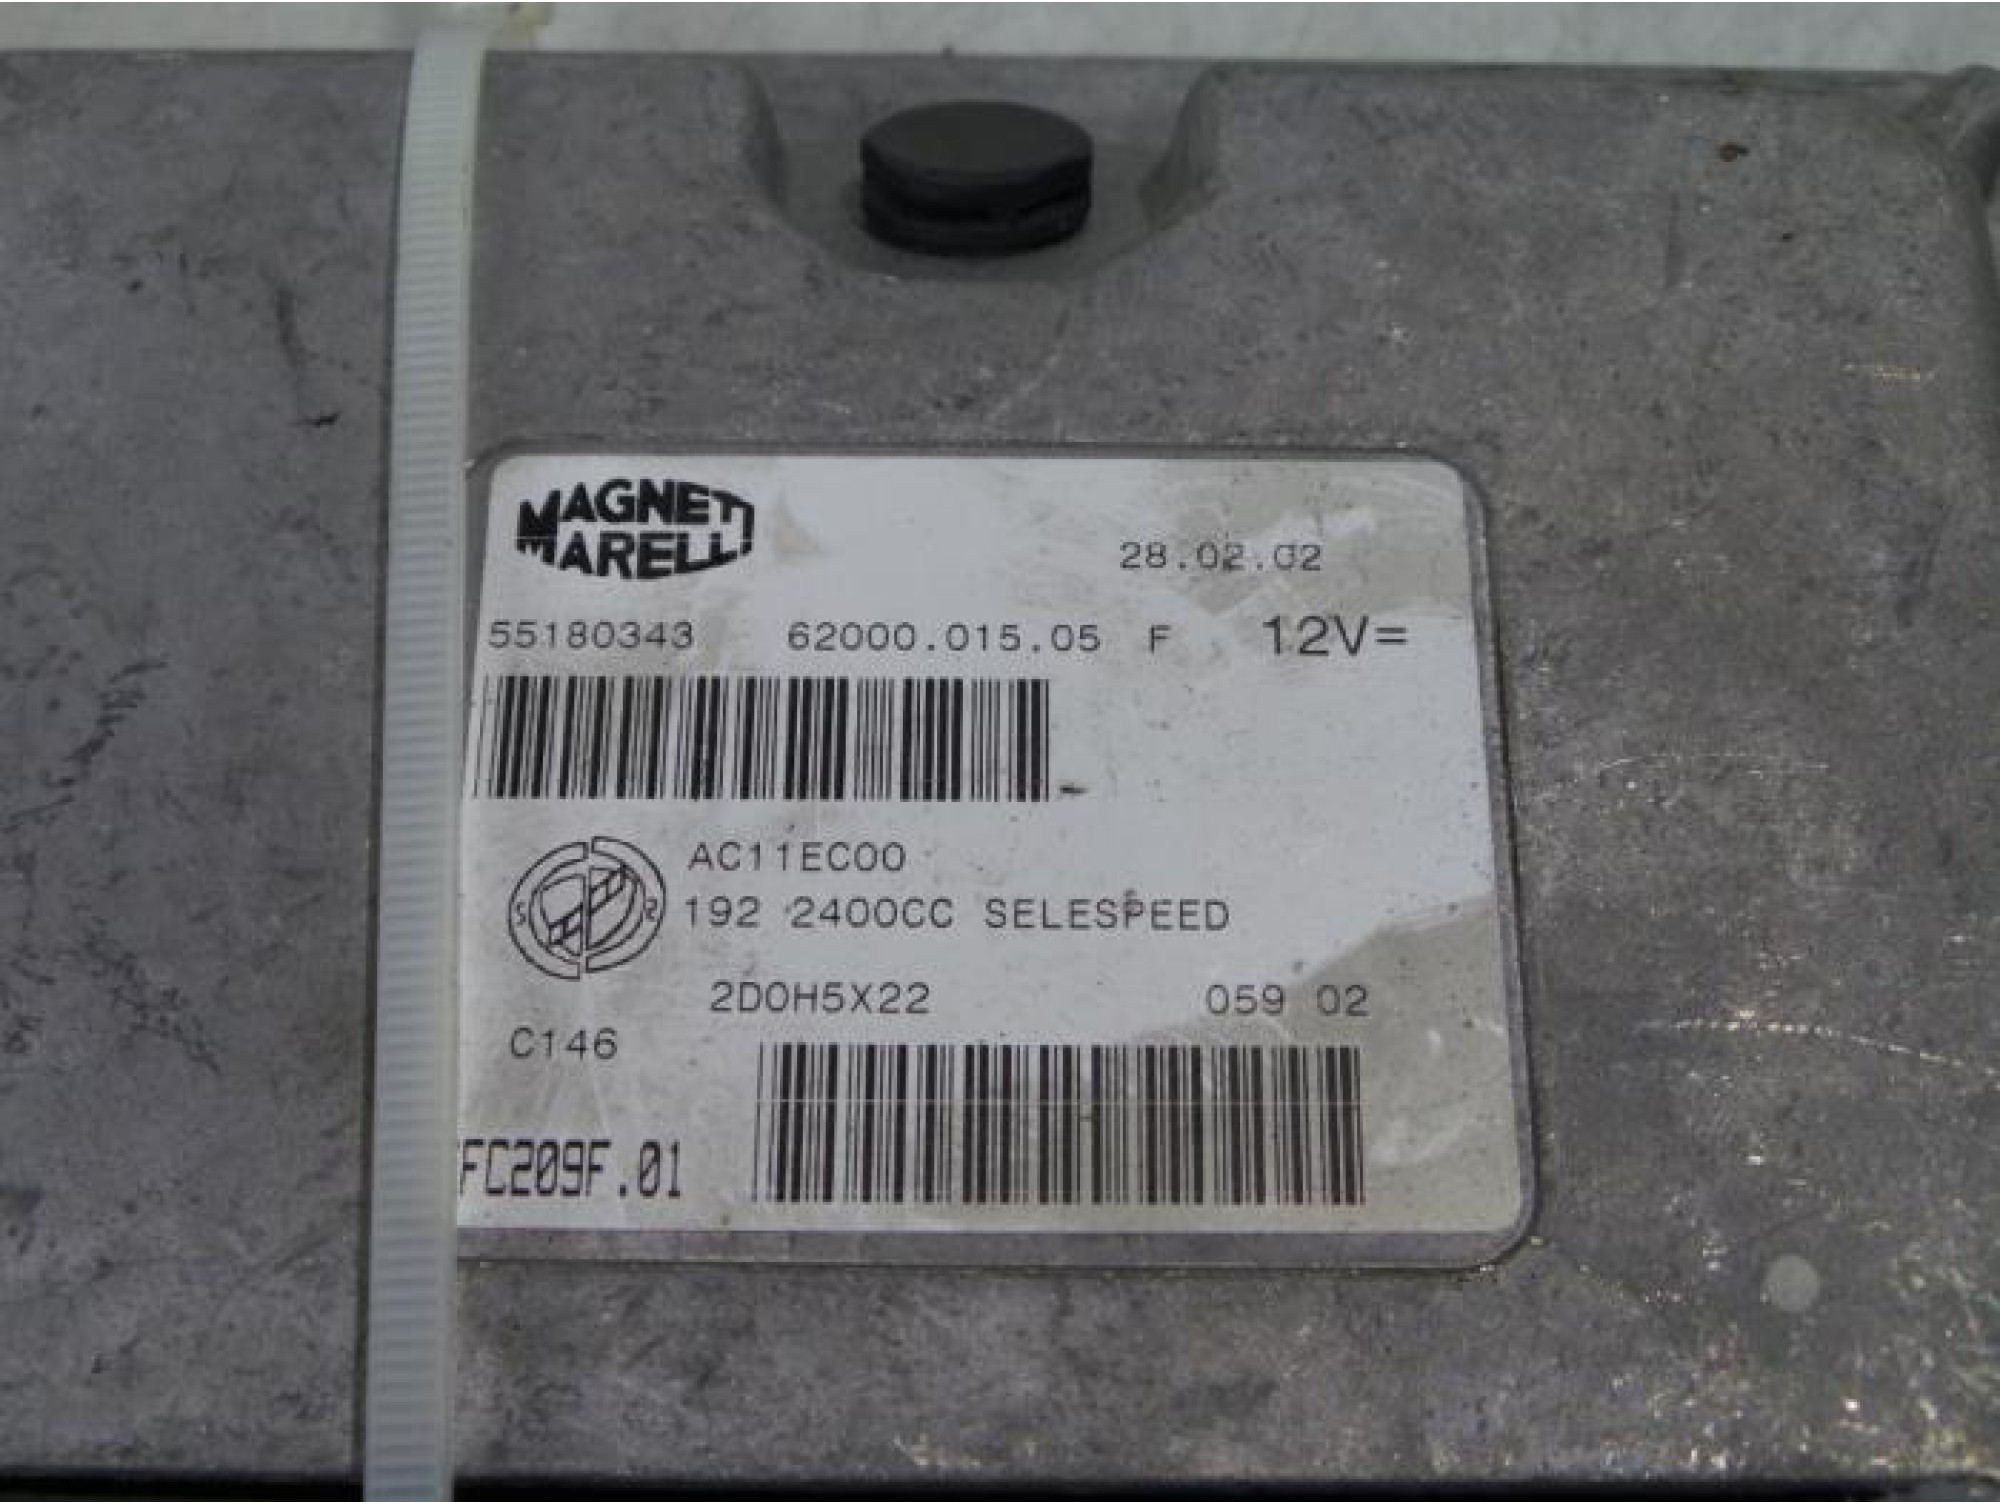 MAGNETI
MARELLI
28.02.02
55180343 62000.015.05 F 12V=
AC11EC00
192 2400CC SELESPEED
2D0H5X22 059 02
C146
FC209F.01